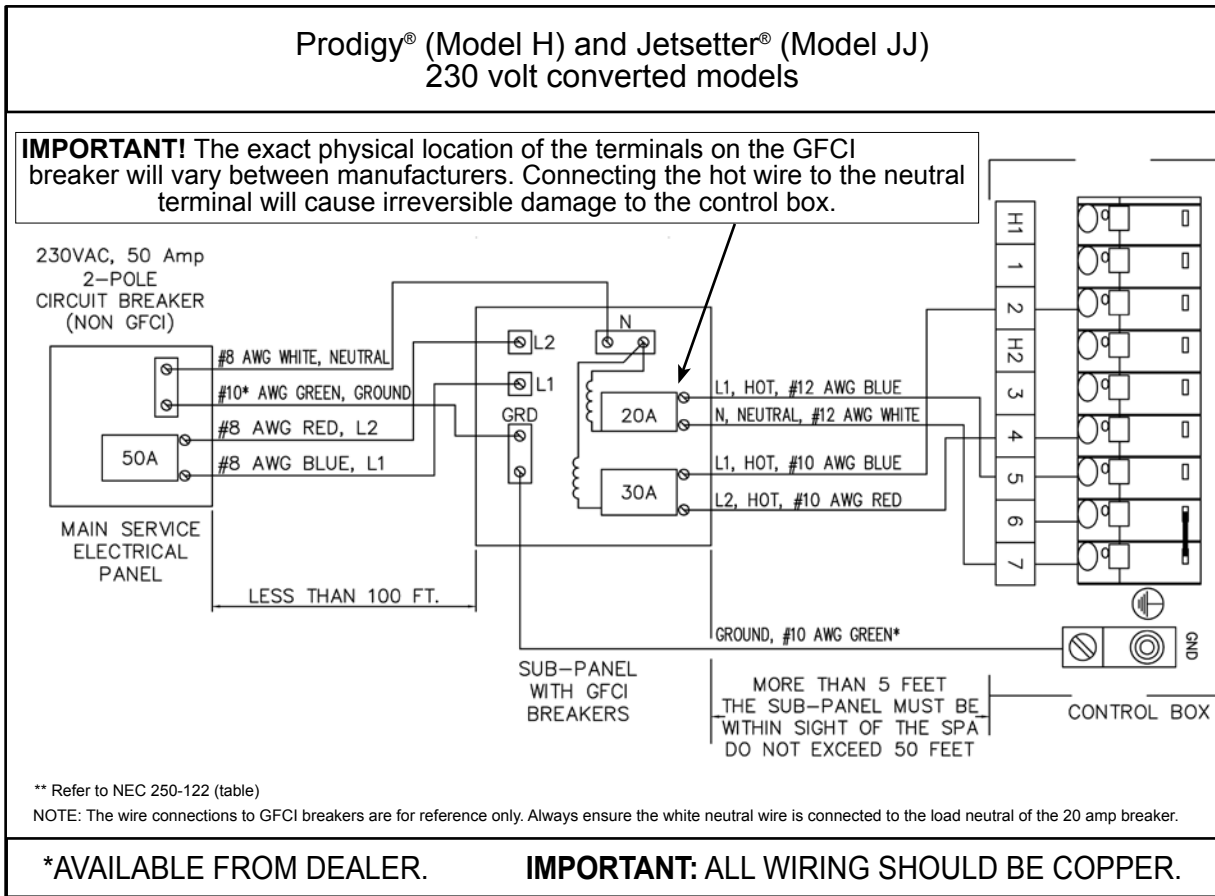 Prodigy® (Model H) and Jetsetter® (Model JJ)
230 volt converted models
IMPORTANT! The exact physical location of the terminals on the GFCI
breaker will vary between manufacturers. Connecting the hot wire to the neutral
terminal will cause irreversible damage to the control box.
230VAC, 50 Amp
2-POLE
CIRCUIT BREAKER
(NON GFCI)
#8 AWG WHITE, NEUTRAL
#10* AWG GREEN, GROUND
#8 AWG RED, L2
#8 AWG BLUE, L1
50A
MAIN SERVICE
ELECTRICAL
PANEL
LESS THAN 100 FT.
L2
L1
GRD
N
20A
30A
SUB-PANEL
WITH GFCI
BREAKERS
L1, HOT, #12 AWG BLUE
N, NEUTRAL, #12 AWG WHITE
L1, HOT, #10 AWG BLUE
L2, HOT, #10 AWG RED
GROUND, #10 AWG GREEN*
MORE THAN 5 FEET
THE SUB-PANEL MUST BE
WITHIN SIGHT OF THE SPA
DO NOT EXCEED 50 FEET
H1
1
2
H2
3
4
5
6
7
GND
CONTROL BOX
** Refer to NEC 250-122 (table)
NOTE: The wire connections to GFCI breakers are for reference only. Always ensure the white neutral wire is connected to the load neutral of the 20 amp breaker.
*AVAILABLE FROM DEALER.
IMPORTANT: ALL WIRING SHOULD BE COPPER.